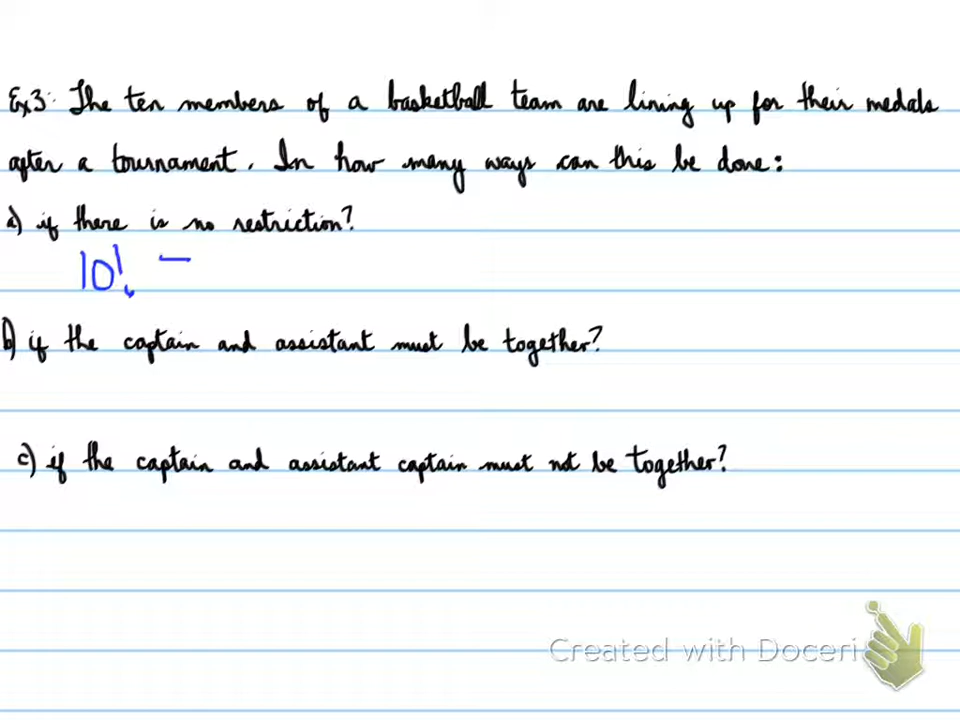 Ex3: The ten members of a basketball team are lining up for their medals
after a tournament. In how many ways can this be done:
a) if there is no restriction?
10! -
b) if the captain and assistant must be together?
c) if the captain and assistant captain must not be together?
Created with Doceri